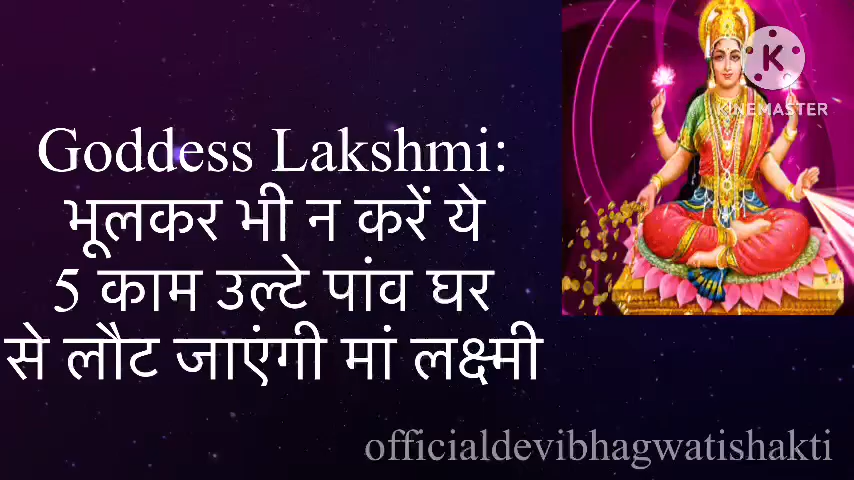 Goddess Lakshmi:
भूलकर भी न करें ये
5 काम उल्टे पांव घर
से लौट जाएंगी मां लक्ष्मी
K
KINEMASTER
officialdevibhagwatishakti